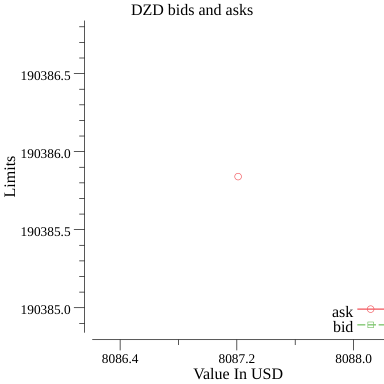 DZD bids and asks
190386.5
190386.0
190385.5
190385.0
Limits
ask
bid
8086.4 8087.2 8088.0
Value In USD